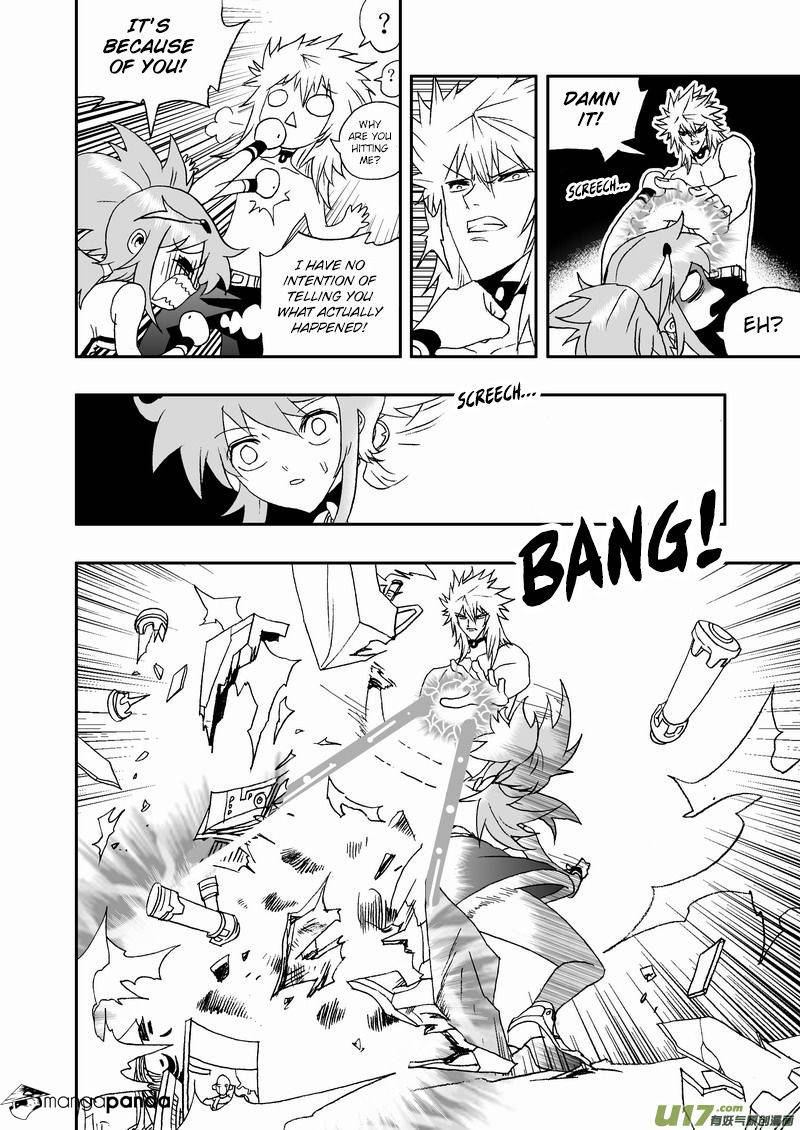 IT'S
BECAUSE
OF YOU!
?
?
WHY
ARE YOU
HITTING
ME?
I HAVE NO
INTENTION OF
TELLING YOU
WHAT ACTUALLY
HAPPENED!
DAMN
IT!
SCREECH...
EH?
SCREECH...
BANG!
mangapanda
U17.com
有妖气原创漫画